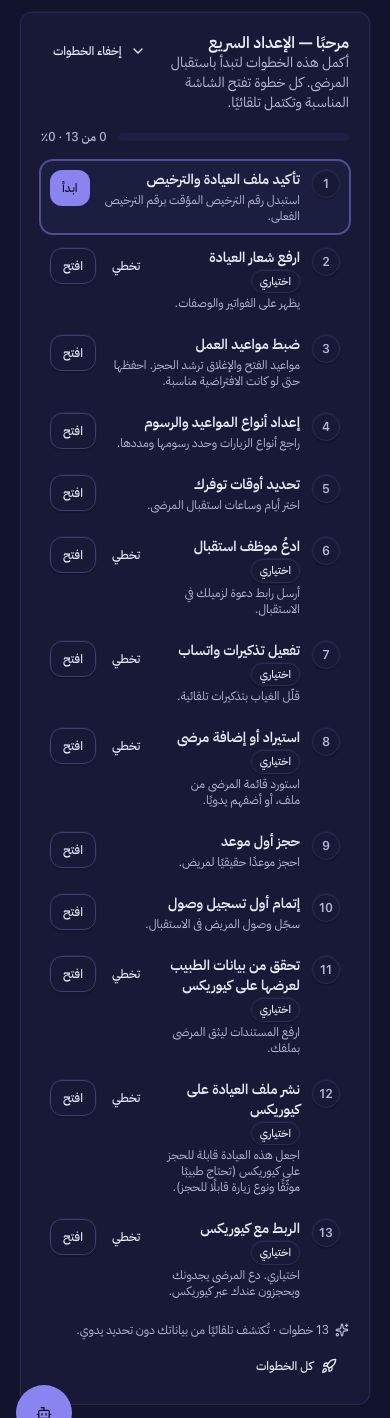 مرحبًا — الإعداد السريع
إخفاء الخطوات
أكمل هذه الخطوات لتبدأ باستقبال
المرضى. كل خطوة تفتح الشاشة
المناسبة وتكتمل تلقائيًا.
0 من 13 · 0٪
1
تأكيد ملف العيادة والترخيص
ابدأ
استبدل رقم الترخيص المؤقت برقم الترخيص
الفعلي.
2
ارفع شعار العيادة
تخطي
افتح
اختياري
يظهر على الفواتير والوصفات.
3
ضبط مواعيد العمل
افتح
مواعيد الفتح والإغلاق ترشد الحجز. احفظها
حتى لو كانت الافتراضية مناسبة.
4
إعداد أنواع المواعيد والرسوم
افتح
راجع أنواع الزيارات وحدد رسومها ومددها.
5
تحديد أوقات توفرك
افتح
اختر أيام وساعات استقبال المرضى.
6
ادعُ موظف استقبال
تخطي
افتح
اختياري
أرسل رابط دعوة لزميلك في
الاستقبال.
7
تفعيل تذكيرات واتساب
تخطي
افتح
اختياري
قلّل الغياب بتذكيرات تلقائية.
8
استيراد أو إضافة مرضى
تخطي
افتح
اختياري
استورد قائمة المرضى من
ملف، أو أضفهم يدويًا.
9
حجز أول موعد
افتح
احجز موعدًا حقيقيًا لمريض.
10
إتمام أول تسجيل وصول
افتح
سجّل وصول المريض في الاستقبال.
11
تحقق من بيانات الطبيب
لعرضها على كيوريكس
تخطي
افتح
اختياري
ارفع المستندات ليثق المرضى
بملفك.
12
نشر ملف العيادة على
كيوريكس
تخطي
افتح
اختياري
اجعل هذه العيادة قابلة للحجز
على كيوريكس (تحتاج طبيبًا
موثّقًا ونوع زيارة قابلًا للحجز).
13
الربط مع كيوريكس
تخطي
افتح
اختياري
اختياري. دع المرضى يجدونك
ويحجزون عندك عبر كيوريكس.
13 خطوات · تُكتشف تلقائيًا من بياناتك دون تحديد يدوي.
كل الخطوات